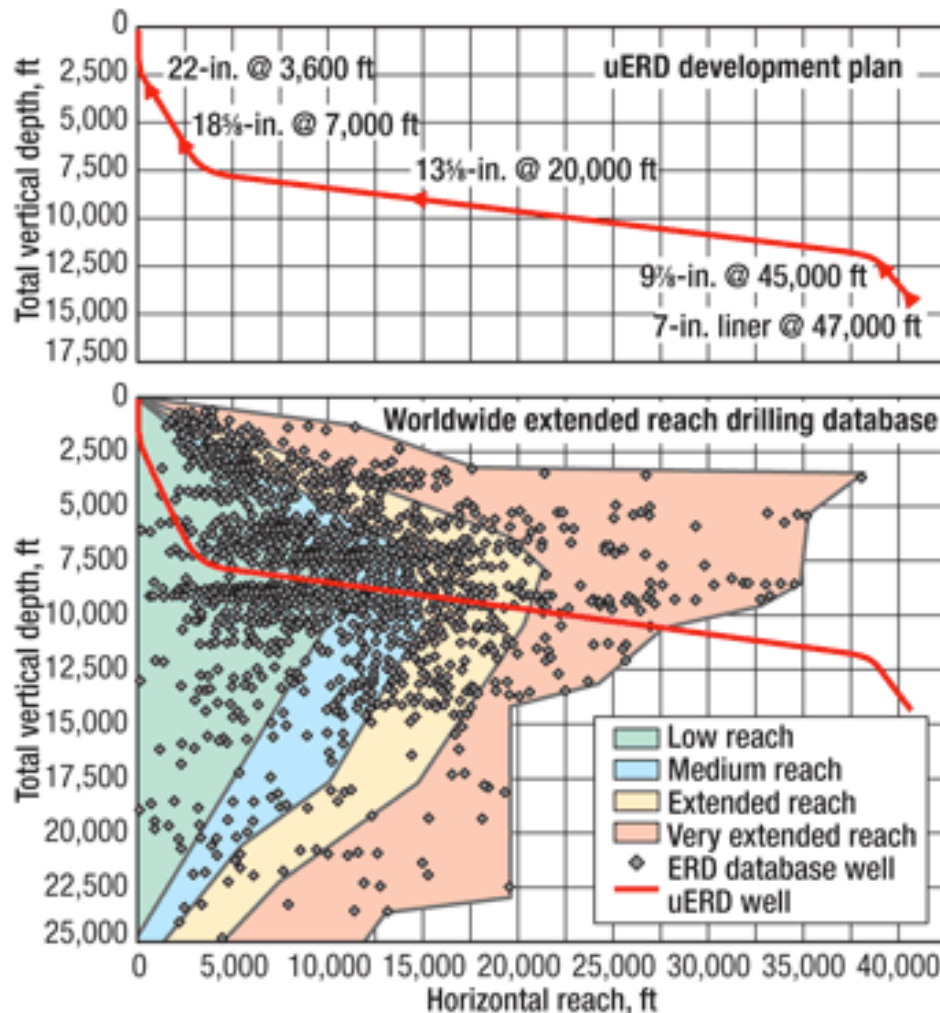 0
2,500
5,000
7,500
10,000
12,500
15,000
17,500
Total vertical depth, ft
uERD development plan
22-in. @ 3,600 ft
18⅝-in. @ 7,000 ft
13⅝-in. @ 20,000 ft
9⅞-in. @ 45,000 ft
7-in. liner @ 47,000 ft
0
2,500
5,000
7,500
10,000
12,500
15,000
17,500
20,000
22,500
25,000
Total vertical depth, ft
Worldwide extended reach drilling database
Low reach
Medium reach
Extended reach
Very extended reach
ERD database well
uERD well
0 5,000 10,000 15,000 20,000 25,000 30,000 35,000 40,000
Horizontal reach, ft